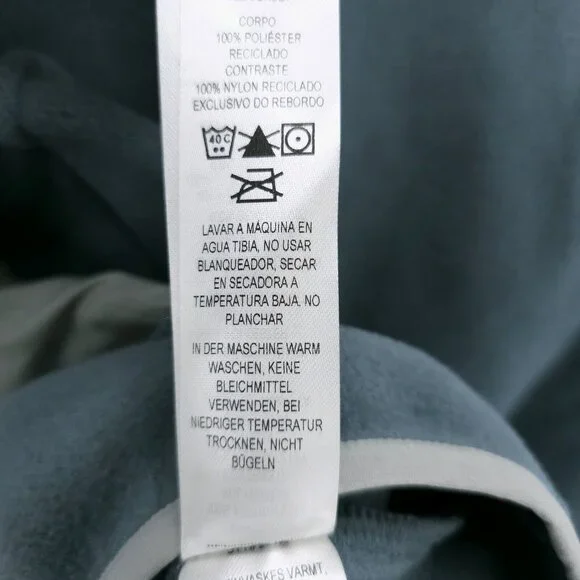 CORPO
100% POLIÉSTER
RECICLADO
CONTRASTE
100% NYLON RECICLADO
EXCLUSIVO DO REBORDO
40 C
LAVAR A MÁQUINA EN
AGUA TIBIA, NO USAR
BLANQUEADOR, SECAR
EN SECADORA A
TEMPERATURA BAJA. NO
PLANCHAR
IN DER MASCHINE WARM
WASCHEN, KEINE
BLEICHMITTEL
VERWENDEN, BEI
NIEDRIGER TEMPERATUR
TROCKNEN, NICHT
BÜGELN
VARMT,